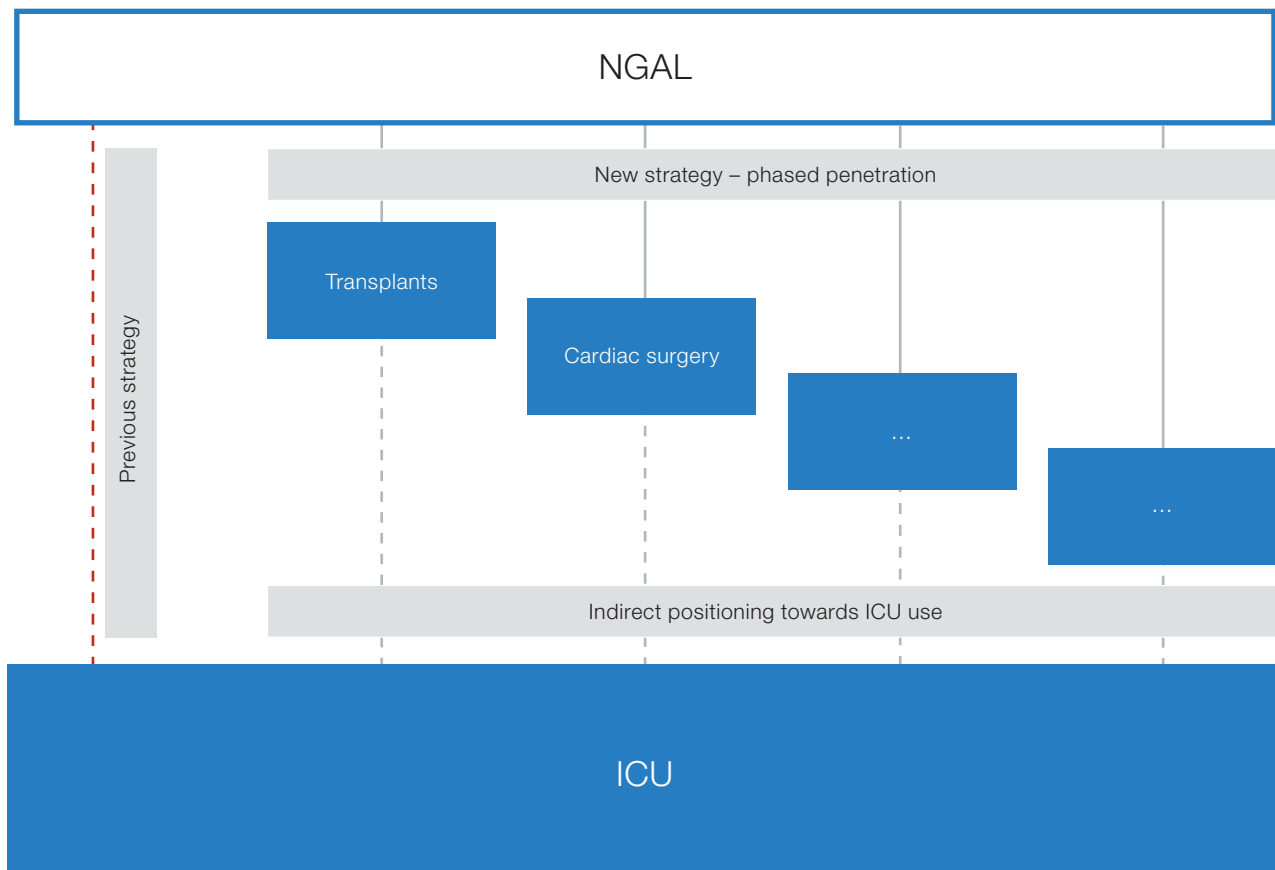 NGAL
New strategy – phased penetration
Previous strategy
Transplants
Cardiac surgery
...
...
Indirect positioning towards ICU use
ICU